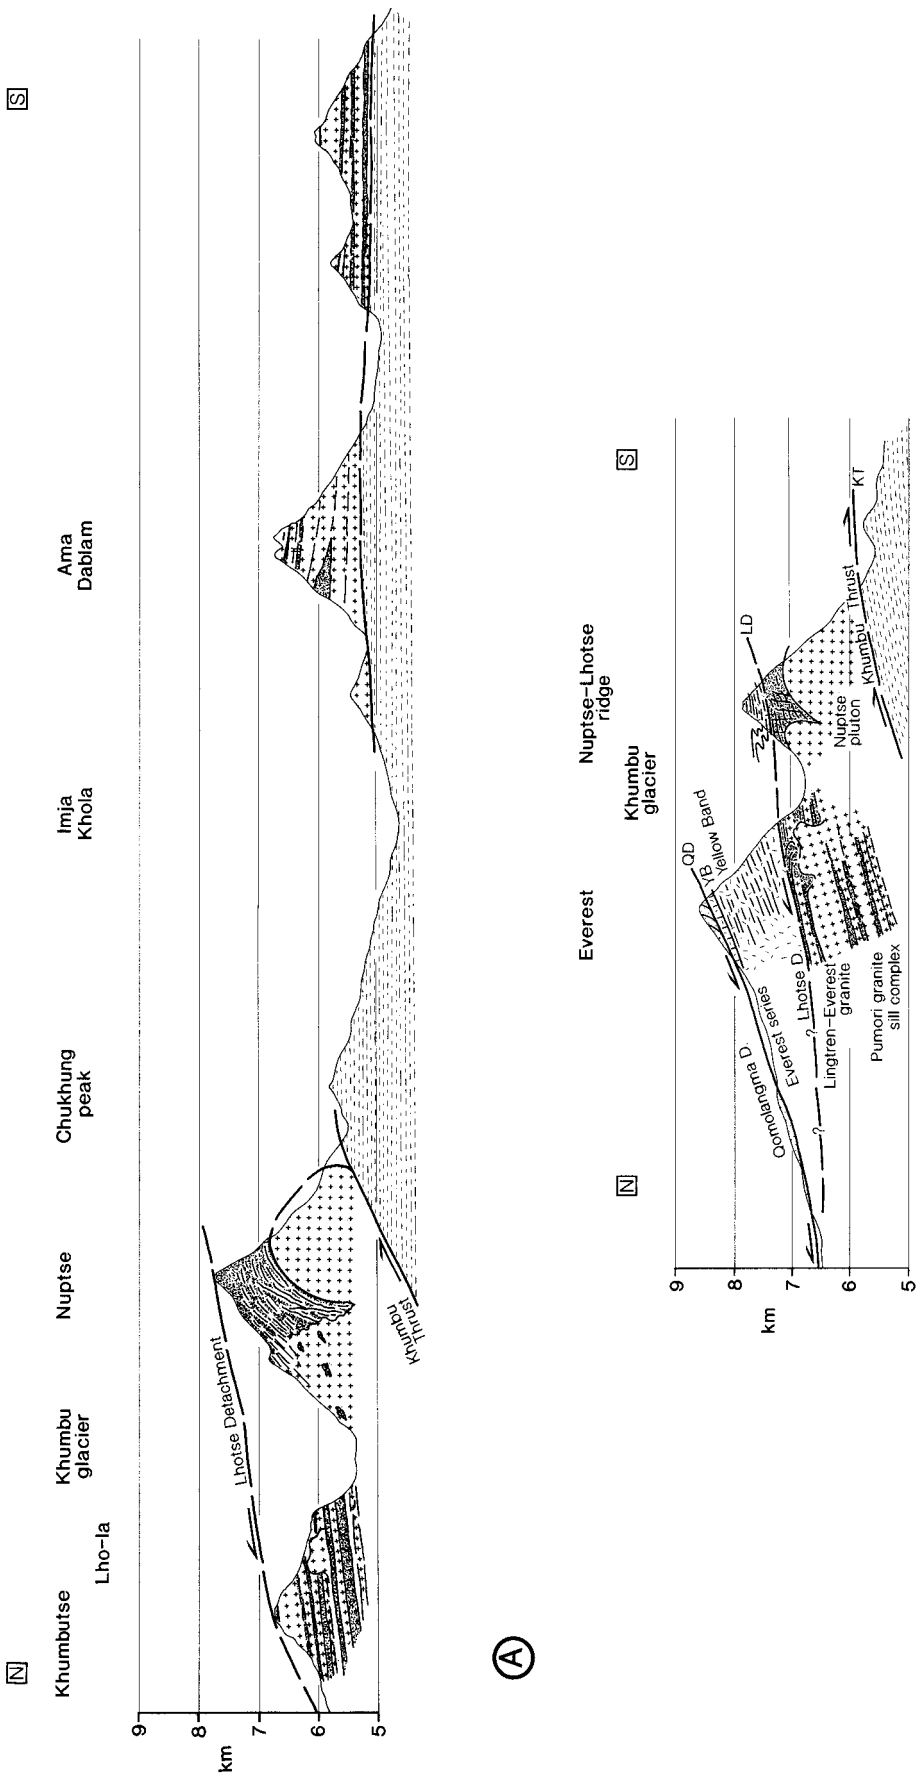 N
S
Khumbutse
Lho-la
Khumbu
glacier
Nuptse
Chukhung
peak
Imja
Khola
Ama
Dablam
9
8
7
6
5
km
Lhotse Detachment
Khumbu
Thrust
A
N
S
Everest
Khumbu
glacier
Nuptse-Lhotse
ridge
9
8
7
6
5
km
QD
YB
Yellow Band
LD
KT
Qomolangma D.
Everest series
Lhotse D.
?
?
Lingtren-Everest
granite
Pumori granite
sill complex
Nuptse
pluton
Khumbu Thrust